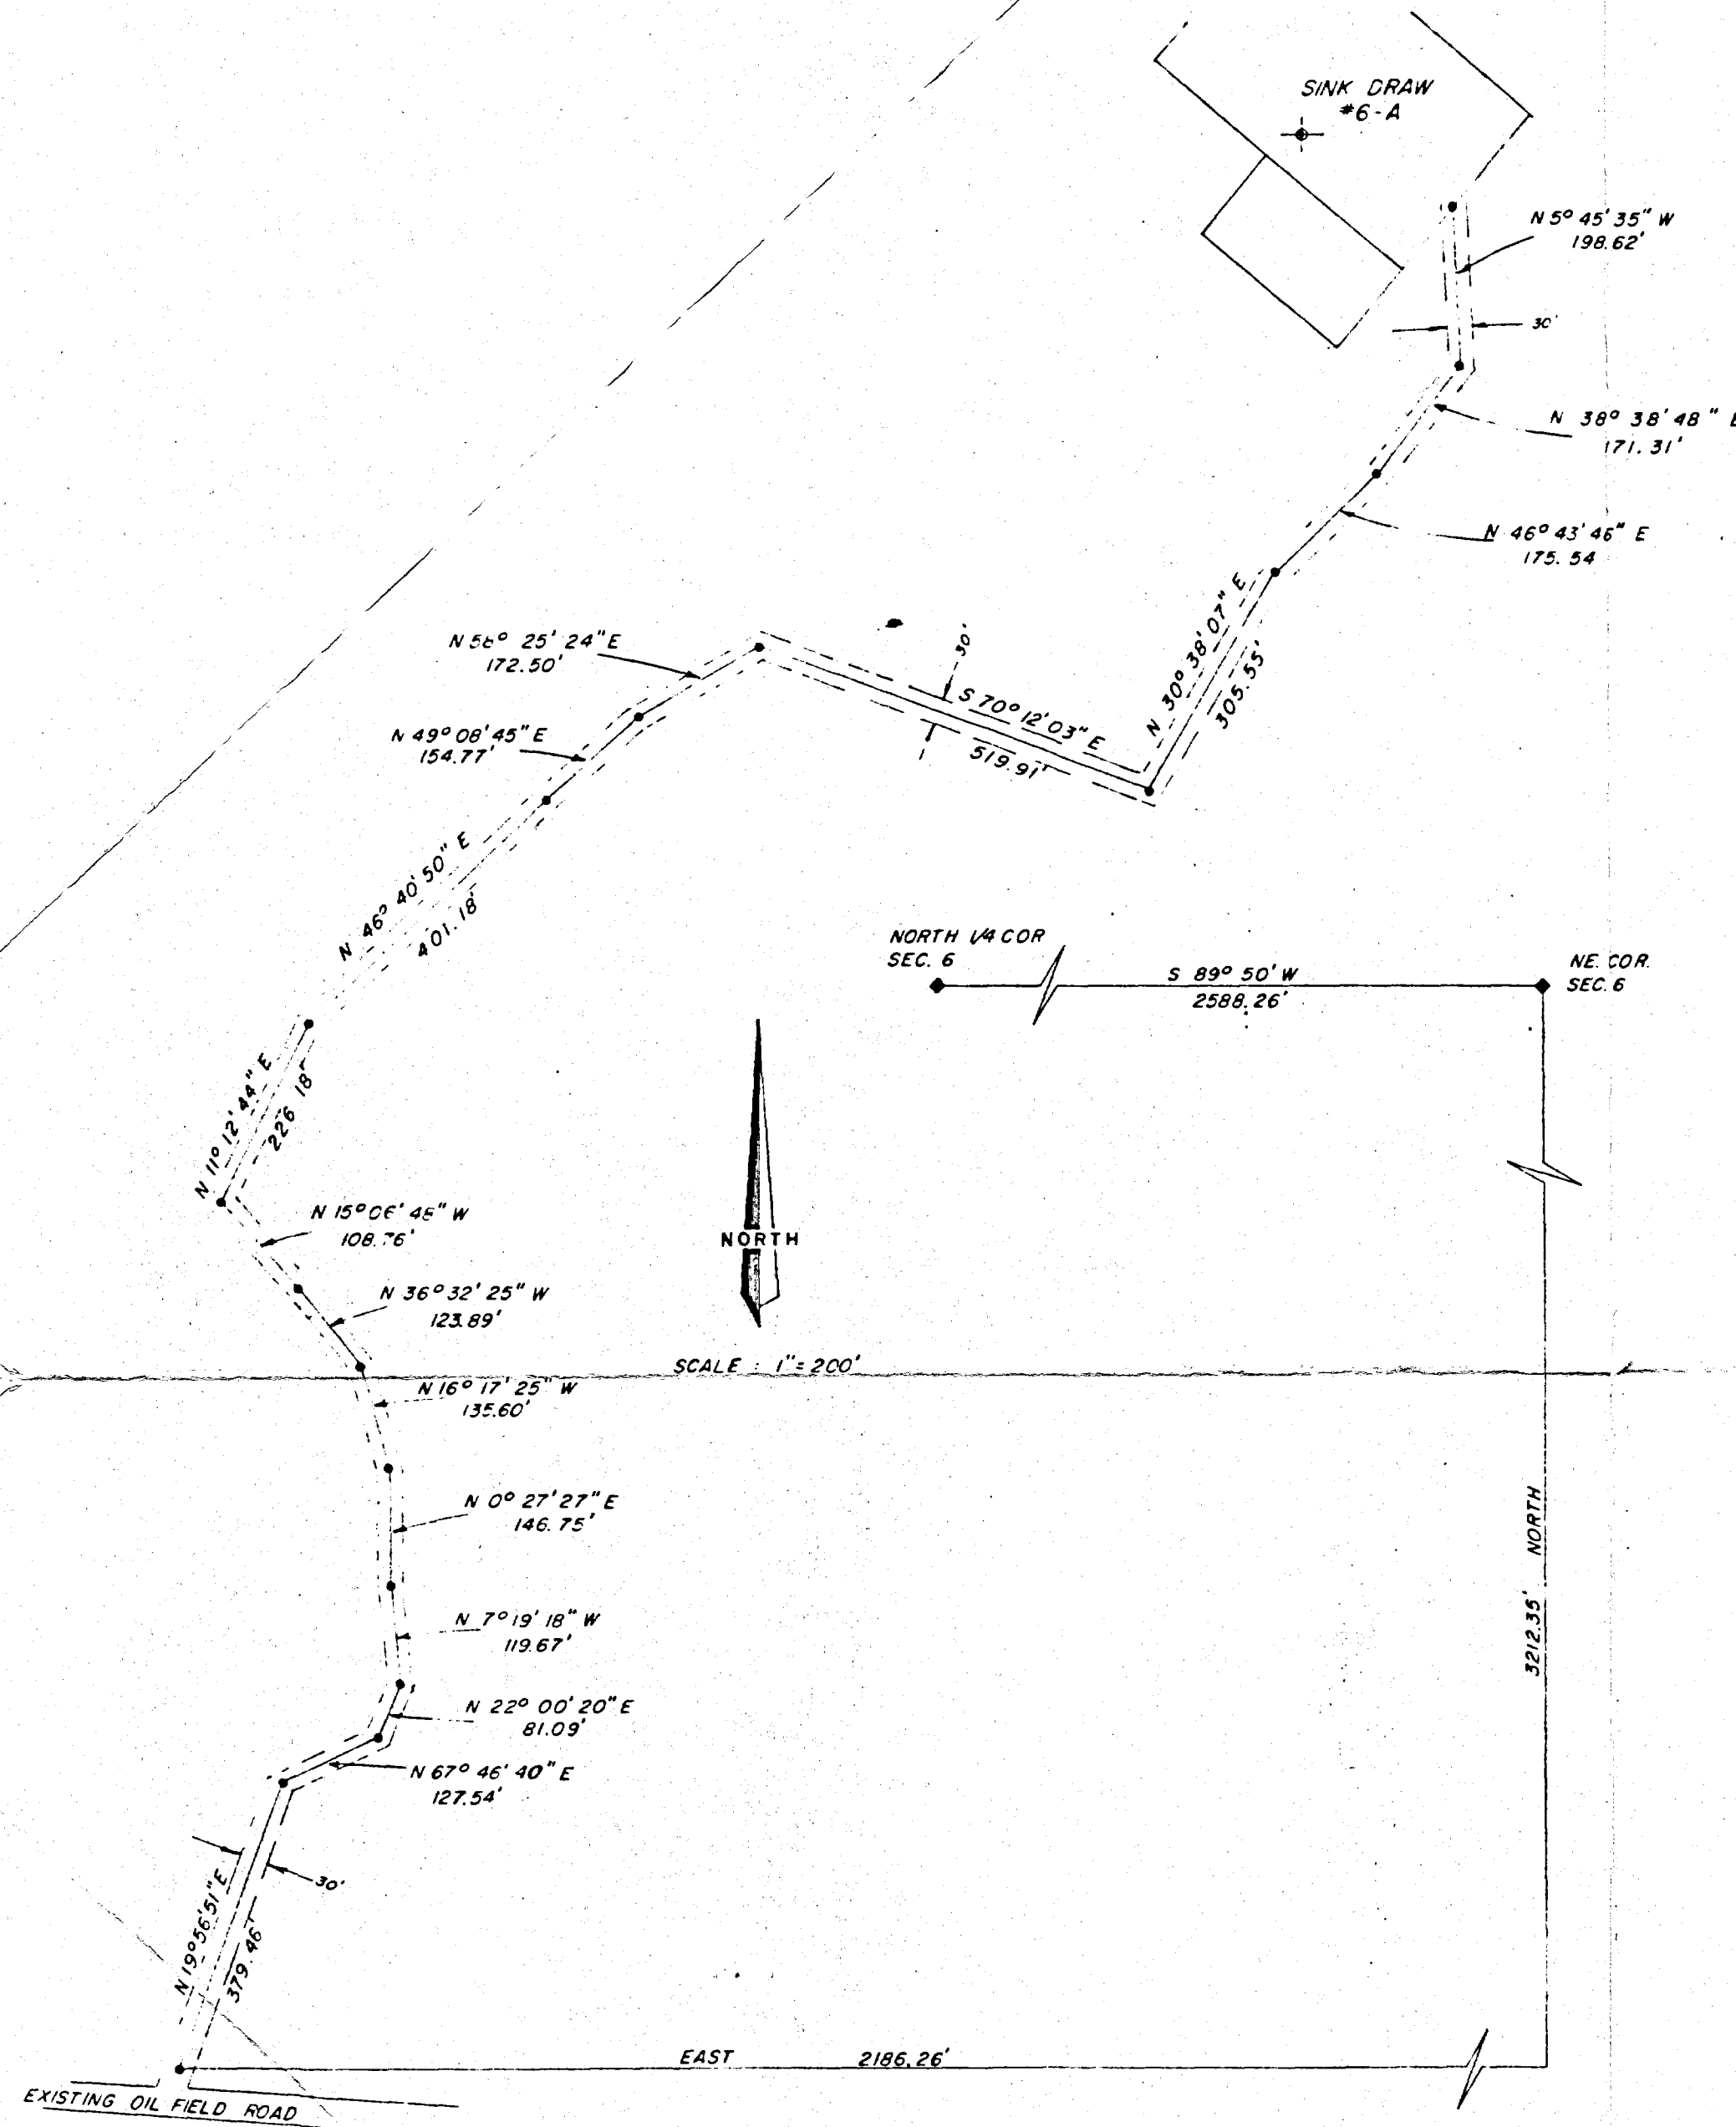 SINK DRAW
#6-A
N 5° 45' 35" W
198.62'
30'
N 38° 38' 48" E
171.31'
N 46° 43' 46" E
175.54
N 30° 38' 07" E
305.55'
30'
S 70° 12' 03" E
519.91'
25' 24" E
172.50'
N 49° 08' 45" E
154.77'
N 46° 40' 50" E
401.18'
NORTH 1/4 COR
SEC. 6
S 89° 50' W
2588.26'
NE. COR.
SEC. 6
N 11° 12' 44" E
226.18'
N 15° 06' 48" W
108.76'
NORTH
N 36° 32' 25" W
123.89'
SCALE : 1" = 200'
N 16° 17' 25" W
135.60'
N 0° 27' 27" E
146.75'
3212.35' NORTH
N 7° 19' 18" W
119.67'
N 22° 00' 20" E
81.09'
N 67° 46' 40" E
127.54'
30'
N 19° 56' 51" E
379.46'
EAST 2186.26'
EXISTING OIL FIELD ROAD